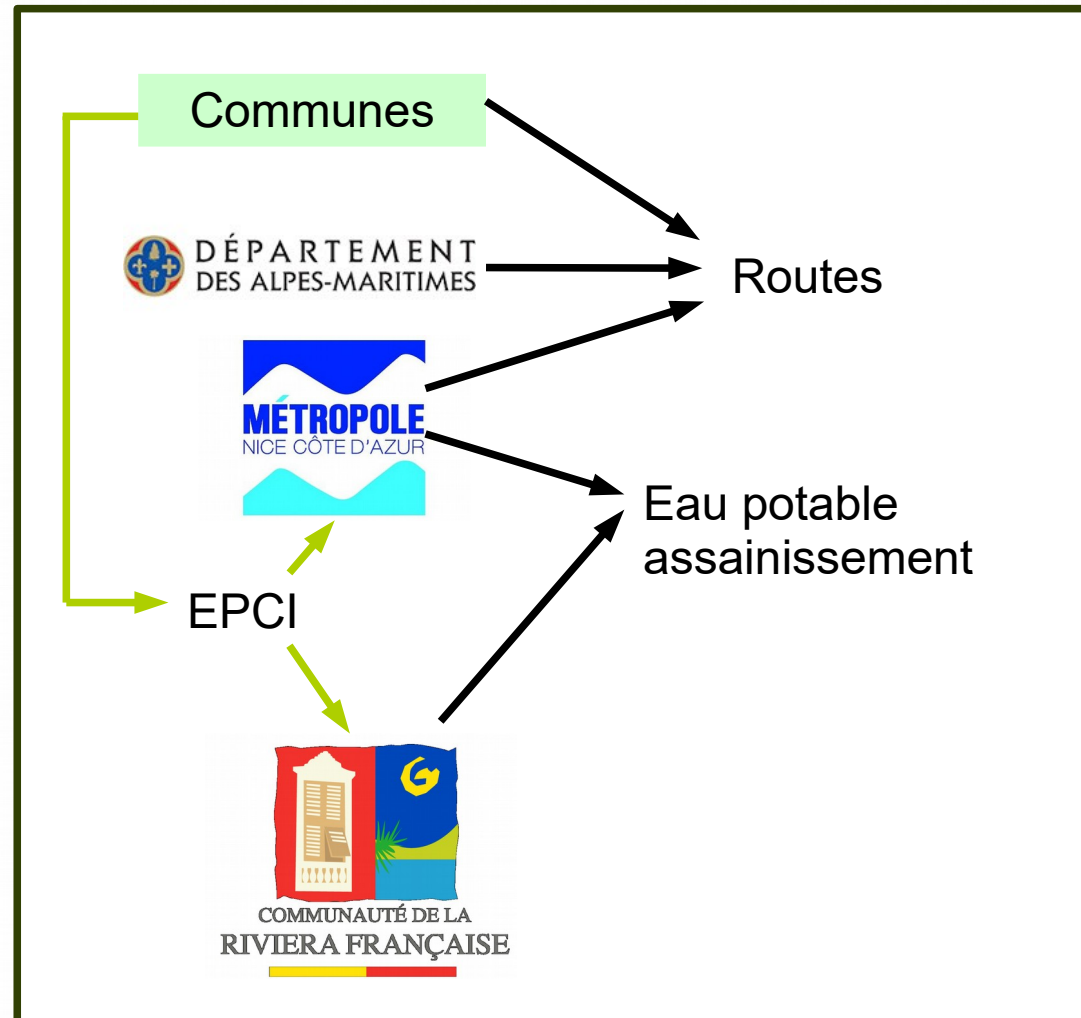 Communes
DÉPARTEMENT
DES ALPES-MARITIMES
Routes
MÉTROPOLE
NICE CÔTE D'AZUR
Eau potable
assainissement
EPCI
COMMUNAUTÉ DE LA
RIVIERA FRANÇAISE